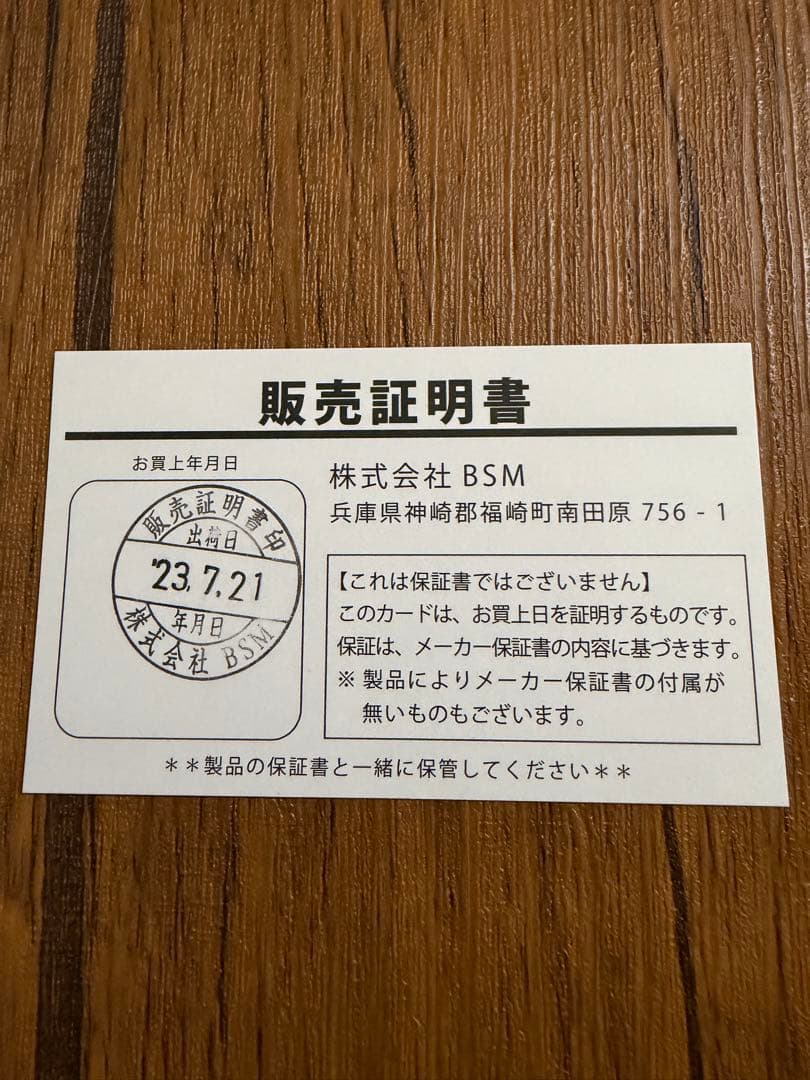 販売証明書
お買上年月日
販売証明書印
出荷日
'23.7.21
年月日
株式会社 BSM
株式会社 BSM
兵庫県神崎郡福崎町南田原 756 - 1
【これは保証書ではございません】
このカードは、お買上日を証明するものです。
保証は、メーカー保証書の内容に基づきます。
※ 製品によりメーカー保証書の付属が
無いものもございます。
＊＊製品の保証書と一緒に保管してください＊＊